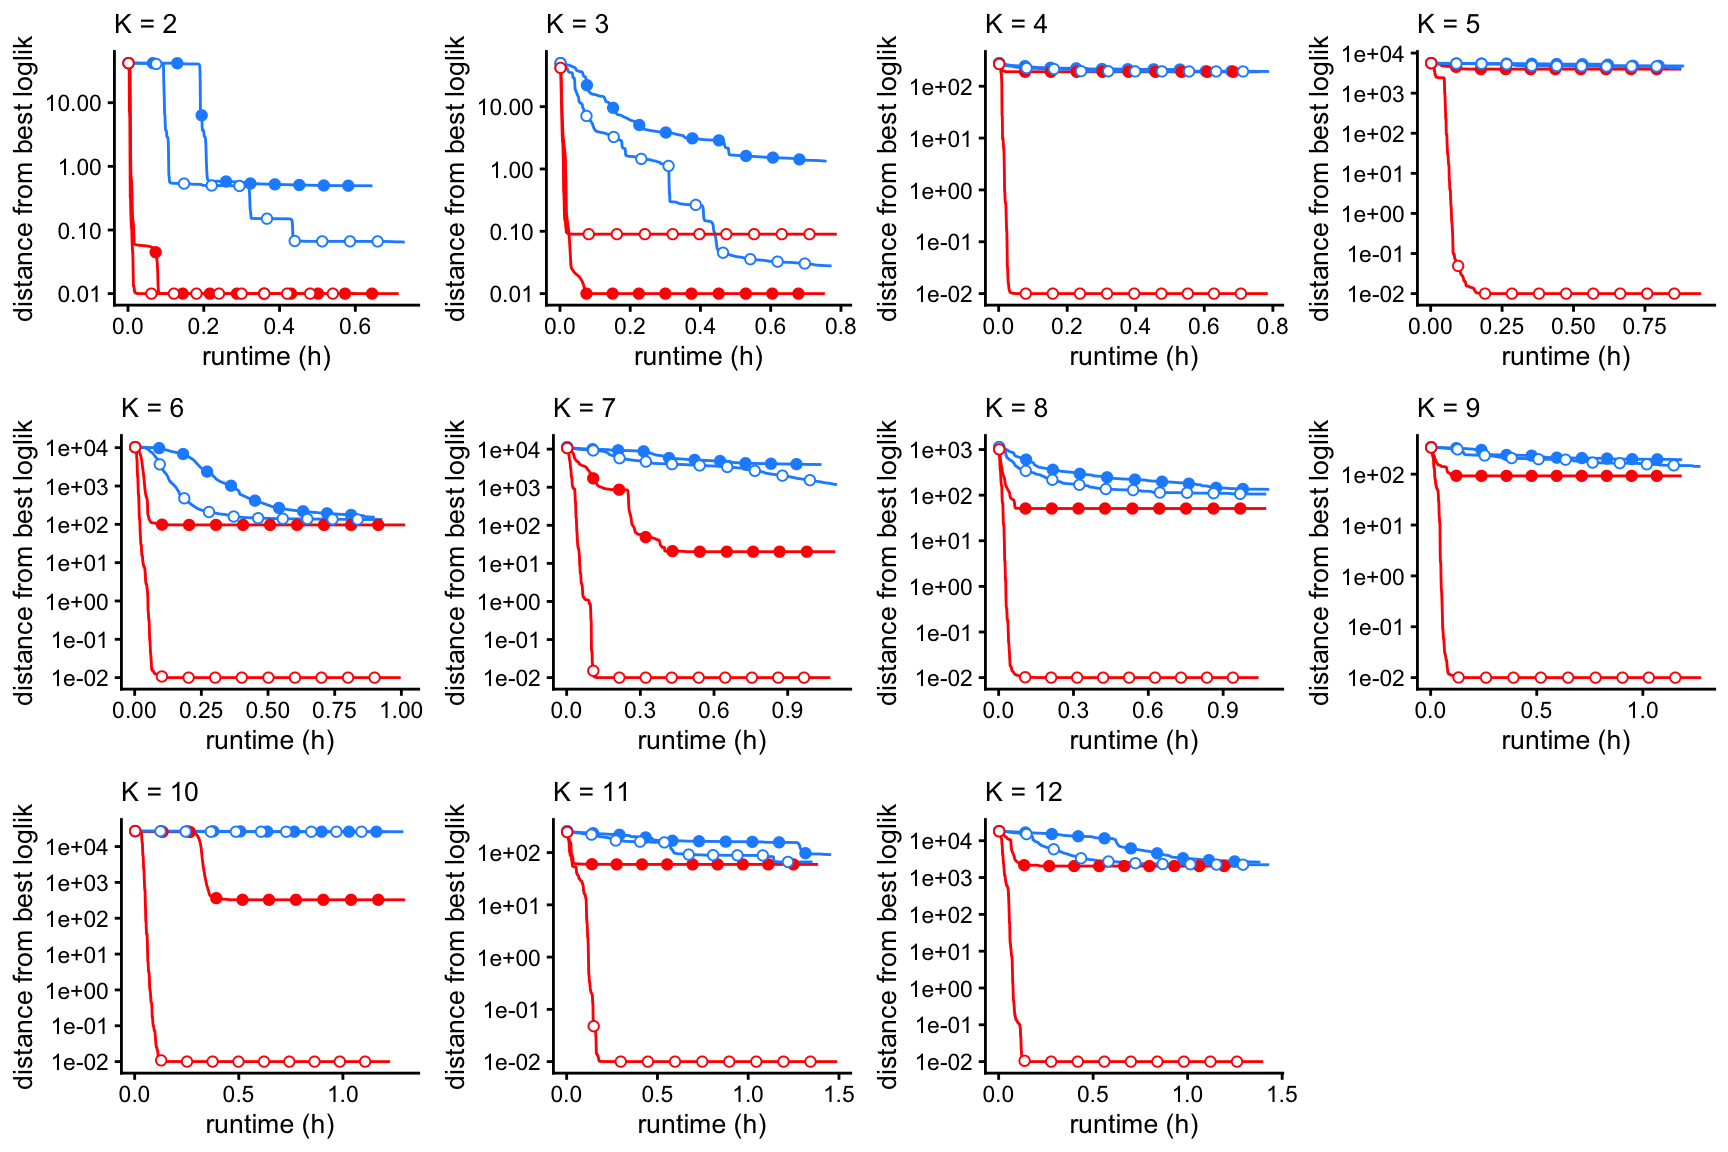 K = 2
distance from best loglik
10.00
1.00
0.10
0.01
0.0 0.2 0.4 0.6
runtime (h)
K = 3
distance from best loglik
10.00
1.00
0.10
0.01
0.0 0.2 0.4 0.6 0.8
runtime (h)
K = 4
distance from best loglik
1e+02
1e+01
1e+00
1e-01
1e-02
0.0 0.2 0.4 0.6 0.8
runtime (h)
K = 5
distance from best loglik
1e+04
1e+03
1e+02
1e+01
1e+00
1e-01
1e-02
0.00 0.25 0.50 0.75
runtime (h)
K = 6
distance from best loglik
1e+04
1e+03
1e+02
1e+01
1e+00
1e-01
1e-02
0.00 0.25 0.50 0.75 1.00
runtime (h)
K = 7
distance from best loglik
1e+04
1e+03
1e+02
1e+01
1e+00
1e-01
1e-02
0.0 0.3 0.6 0.9
runtime (h)
K = 8
distance from best loglik
1e+03
1e+02
1e+01
1e+00
1e-01
1e-02
0.0 0.3 0.6 0.9
runtime (h)
K = 9
distance from best loglik
1e+02
1e+01
1e+00
1e-01
1e-02
0.0 0.5 1.0
runtime (h)
K = 10
distance from best loglik
1e+04
1e+03
1e+02
1e+01
1e+00
1e-01
1e-02
0.0 0.5 1.0
runtime (h)
K = 11
distance from best loglik
1e+02
1e+01
1e+00
1e-01
1e-02
0.0 0.5 1.0 1.5
runtime (h)
K = 12
distance from best loglik
1e+04
1e+03
1e+02
1e+01
1e+00
1e-01
1e-02
0.0 0.5 1.0 1.5
runtime (h)